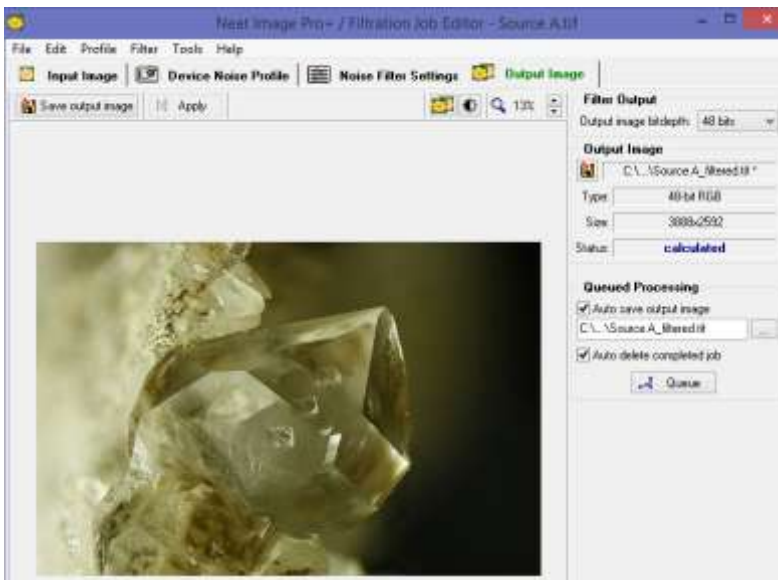 Neat Image Pro+ / Filtration Job Editor - Source A.tif
File Edit Profile Filter Tools Help
Input Image Device Noise Profile Noise Filter Settings Output Image
Save output image Apply 13%
Filter Output
Output image bitdepth: 48 bits
Output Image
C:\...\Source A_filtered.tif *
Type: 48-bit RGB
Size: 3888x2592
Status: calculated
Queued Processing
Auto save output image
C:\...\Source A_filtered.tif ...
Auto delete completed job
Queue